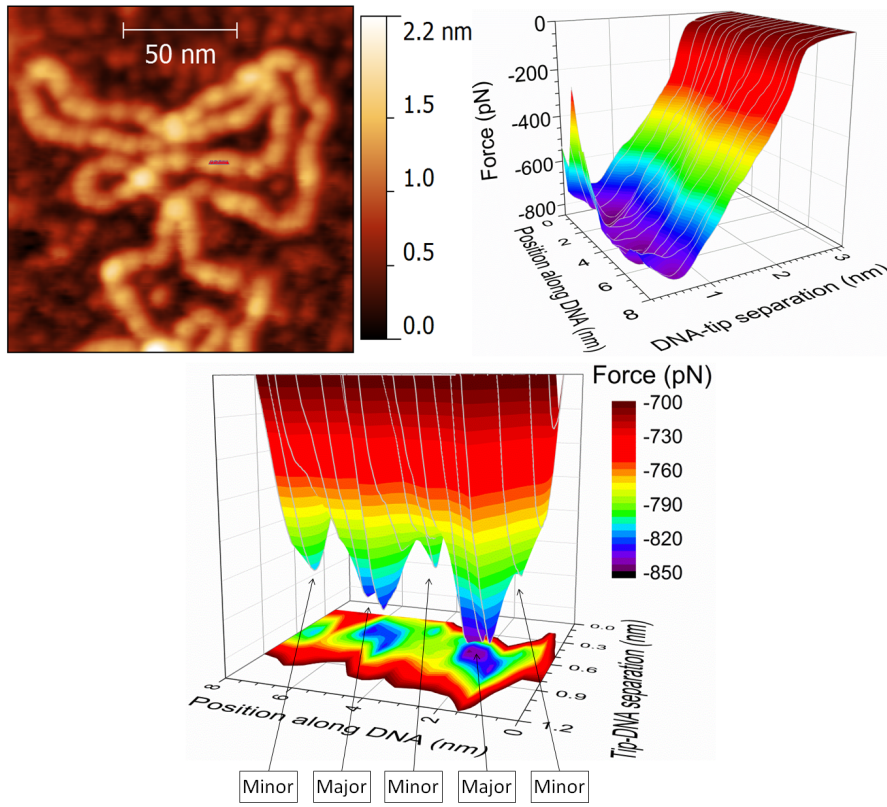 50 nm
2.2 nm
1.5
1.0
0.5
0.0
0
-200
-400
-600
-800
Force (pN)
0
2
4
6
8
Position along DNA (nm)
1
2
3
DNA-tip separation (nm)
Force (pN)
-700
-730
-760
-790
-820
-850
0.0
0.3
0.6
0.9
1.2
Tip-DNA separation (nm)
8
6
4
2
0
Position along DNA (nm)
Minor
Major
Minor
Major
Minor